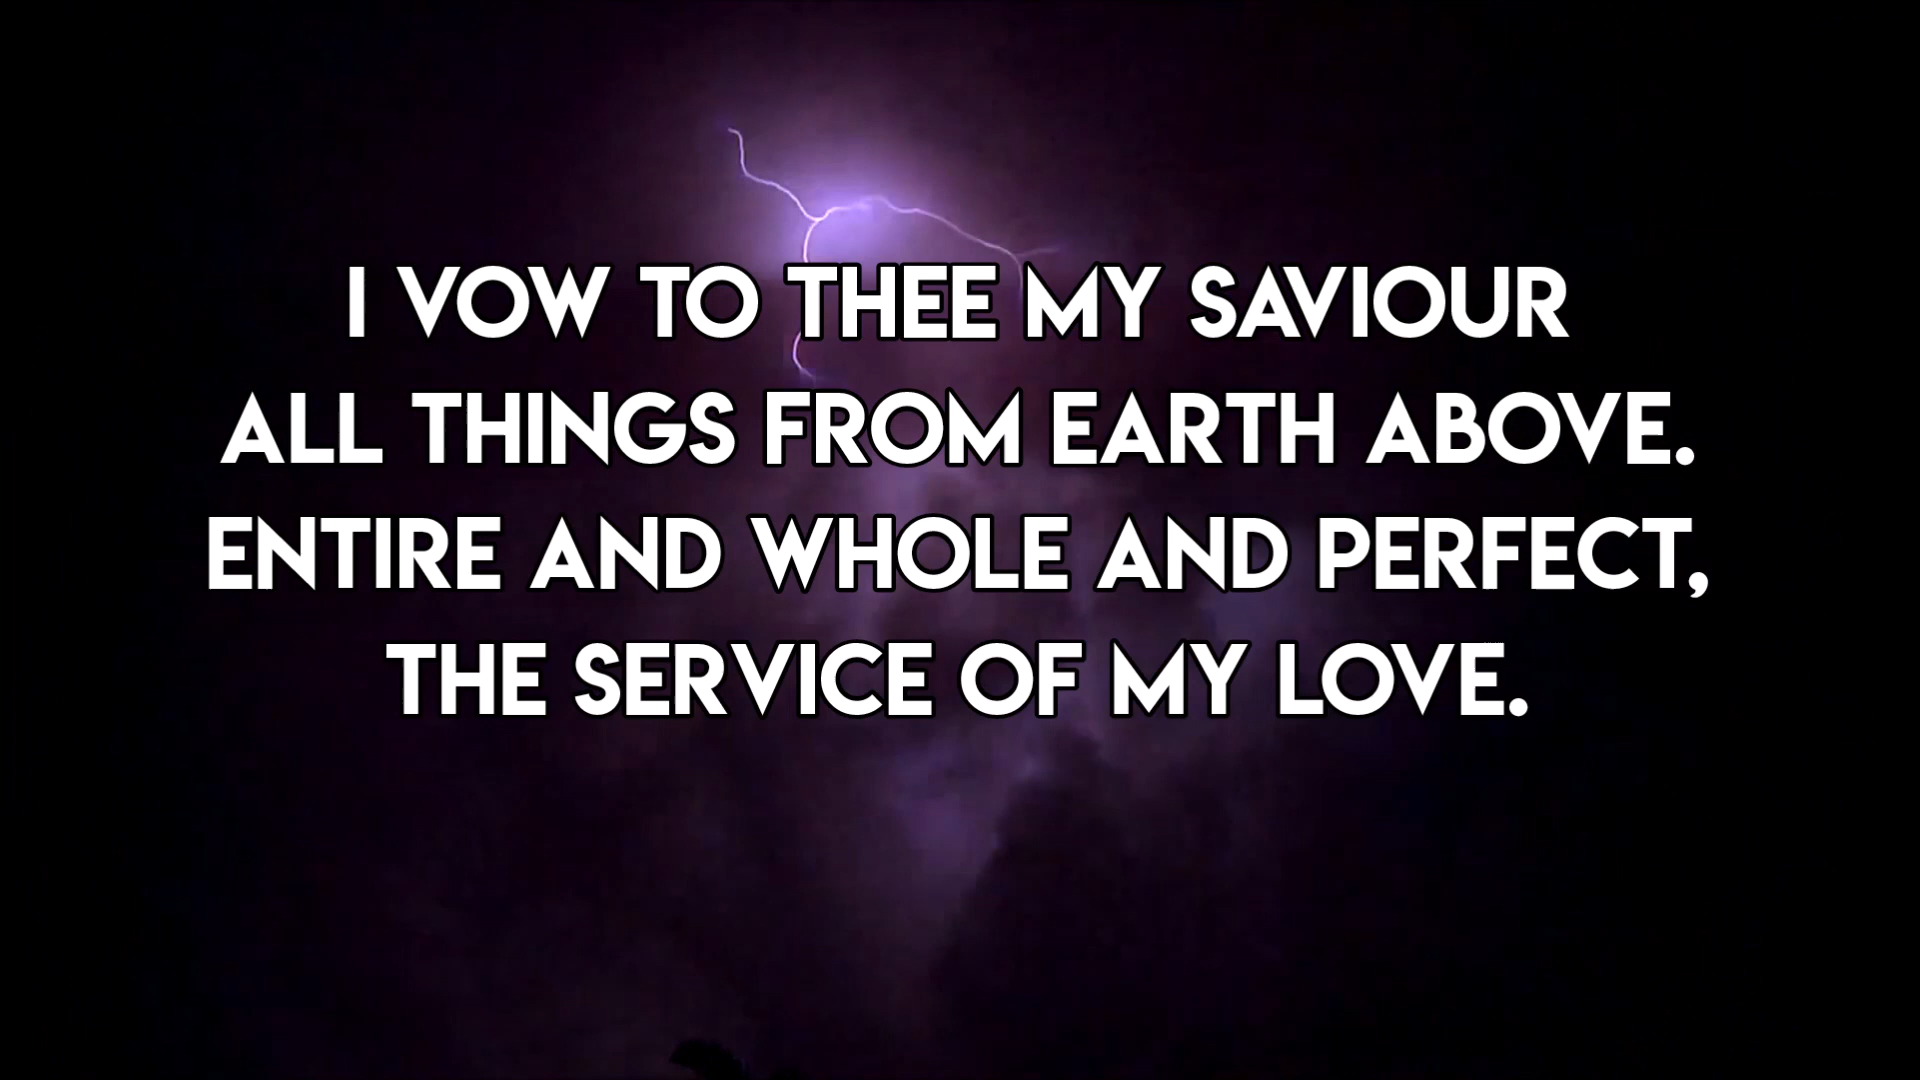 I VOW TO THEE MY SAVIOUR
ALL THINGS FROM EARTH ABOVE.
ENTIRE AND WHOLE AND PERFECT,
THE SERVICE OF MY LOVE.